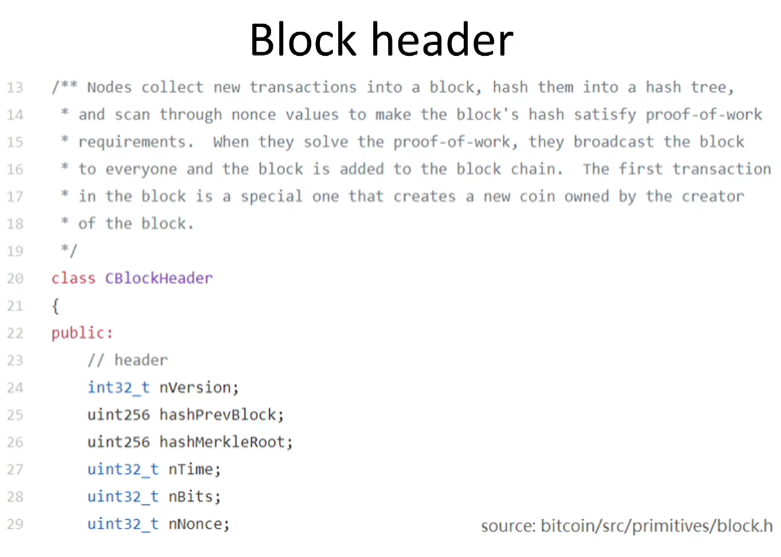 Block header
13 /** Nodes collect new transactions into a block, hash them into a hash tree,
14 * and scan through nonce values to make the block's hash satisfy proof-of-work
15 * requirements. When they solve the proof-of-work, they broadcast the block
16 * to everyone and the block is added to the block chain. The first transaction
17 * in the block is a special one that creates a new coin owned by the creator
18 * of the block.
19 */
20 class CBlockHeader
21 {
22 public:
23 // header
24 int32_t nVersion;
25 uint256 hashPrevBlock;
26 uint256 hashMerkleRoot;
27 uint32_t nTime;
28 uint32_t nBits;
29 uint32_t nNonce;
source: bitcoin/src/primitives/block.h